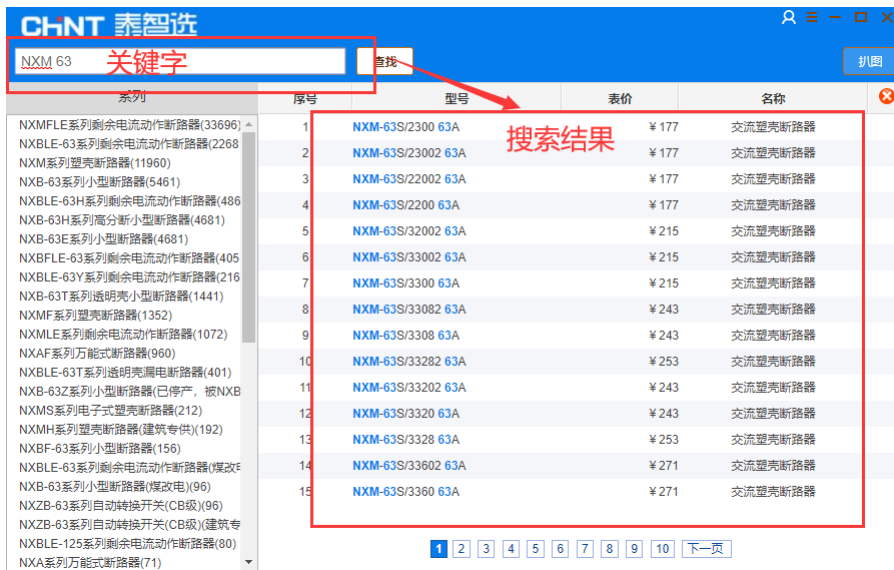 CHNT 泰智选
NXM 63
关键字
查找
扒图
系列
序号 型号 表价 名称
NXMFLE系列剩余电流动作断路器(33696)
NXBLE-63系列剩余电流动作断路器(2268
NXM系列塑壳断路器(11960)
NXB-63系列小型断路器(5461)
NXBLE-63H系列剩余电流动作断路器(486
NXB-63H系列高分断小型断路器(4681)
NXB-63E系列小型断路器(4681)
NXBFLE-63系列剩余电流动作断路器(405
NXBLE-63Y系列剩余电流动作断路器(216
NXB-63T系列透明壳小型断路器(1441)
NXMF系列塑壳断路器(1352)
NXMLE系列剩余电流动作断路器(1072)
NXAF系列万能式断路器(960)
NXBLE-63T系列透明壳漏电断路器(401)
NXB-63Z系列小型断路器(已停产，被NXB
NXMS系列电子式塑壳断路器(212)
NXMH系列塑壳断路器(建筑专供)(192)
NXBF-63系列小型断路器(156)
NXBLE-63系列剩余电流动作断路器(煤改电
NXB-63系列小型断路器(煤改电)(96)
NXZB-63系列自动转换开关(CB级)(96)
NXZB-63系列自动转换开关(CB级)(建筑专
NXBLE-125系列剩余电流动作断路器(80)
NXA系列万能式断路器(71)
搜索结果
1 NXM-63S/2300 63A ￥177 交流塑壳断路器
2 NXM-63S/23002 63A ￥177 交流塑壳断路器
3 NXM-63S/22002 63A ￥177 交流塑壳断路器
4 NXM-63S/2200 63A ￥177 交流塑壳断路器
5 NXM-63S/32002 63A ￥215 交流塑壳断路器
6 NXM-63S/33002 63A ￥215 交流塑壳断路器
7 NXM-63S/3300 63A ￥215 交流塑壳断路器
8 NXM-63S/33082 63A ￥243 交流塑壳断路器
9 NXM-63S/3308 63A ￥243 交流塑壳断路器
10 NXM-63S/33282 63A ￥253 交流塑壳断路器
11 NXM-63S/33202 63A ￥243 交流塑壳断路器
12 NXM-63S/3320 63A ￥243 交流塑壳断路器
13 NXM-63S/3328 63A ￥253 交流塑壳断路器
14 NXM-63S/33602 63A ￥271 交流塑壳断路器
15 NXM-63S/3360 63A ￥271 交流塑壳断路器
1 2 3 4 5 6 7 8 9 10 下一页